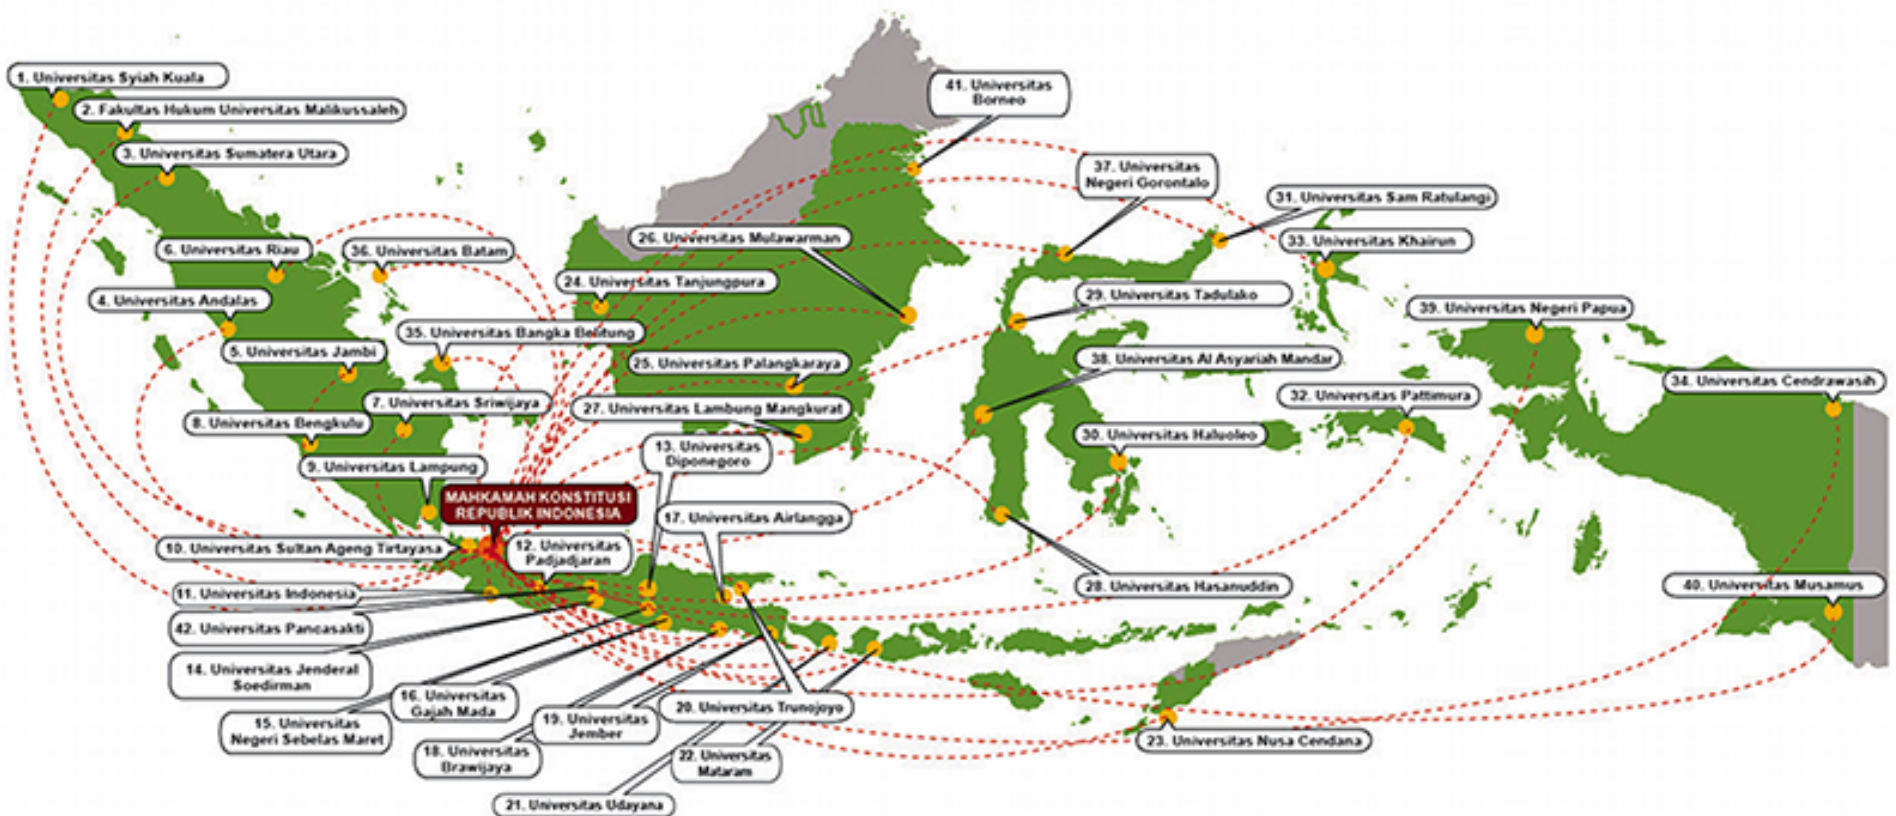 1. Universitas Syiah Kuala
2. Fakultas Hukum Universitas Malikussaleh
3. Universitas Sumatera Utara
41. Universitas
Borneo
37. Universitas
Negeri Gorontalo
31. Universitas Sam Ratulangi
6. Universitas Riau
36. Universitas Batam
26. Universitas Mulawarman
33. Universitas Khairun
24. Universitas Tanjungpura
4. Universitas Andalas
29. Universitas Tadulako
39. Universitas Negeri Papua
35. Universitas Bangka Belitung
5. Universitas Jambi
25. Universitas Palangkaraya
38. Universitas Al Asyariah Mandar
34. Universitas Cendrawasih
7. Universitas Sriwijaya
27. Universitas Lambung Mangkurat
32. Universitas Pattimura
8. Universitas Bengkulu
13. Universitas
Diponegoro
30. Universitas Haluoleo
9. Universitas Lampung
MAHKAMAH KONSTITUSI
REPUBLIK INDONESIA
17. Universitas Airlangga
10. Universitas Sultan Ageng Tirtayasa
12. Universitas
Padjadjaran
28. Universitas Hasanuddin
40. Universitas Musamus
11. Universitas Indonesia
42. Universitas Pancasakti
14. Universitas Jenderal
Soedirman
16. Universitas
Gajah Mada
20. Universitas Trunojoyo
15. Universitas
Negeri Sebelas Maret
19. Universitas
Jember
23. Universitas Nusa Cendana
18. Universitas
Brawijaya
22. Universitas
Mataram
21. Universitas Udayana